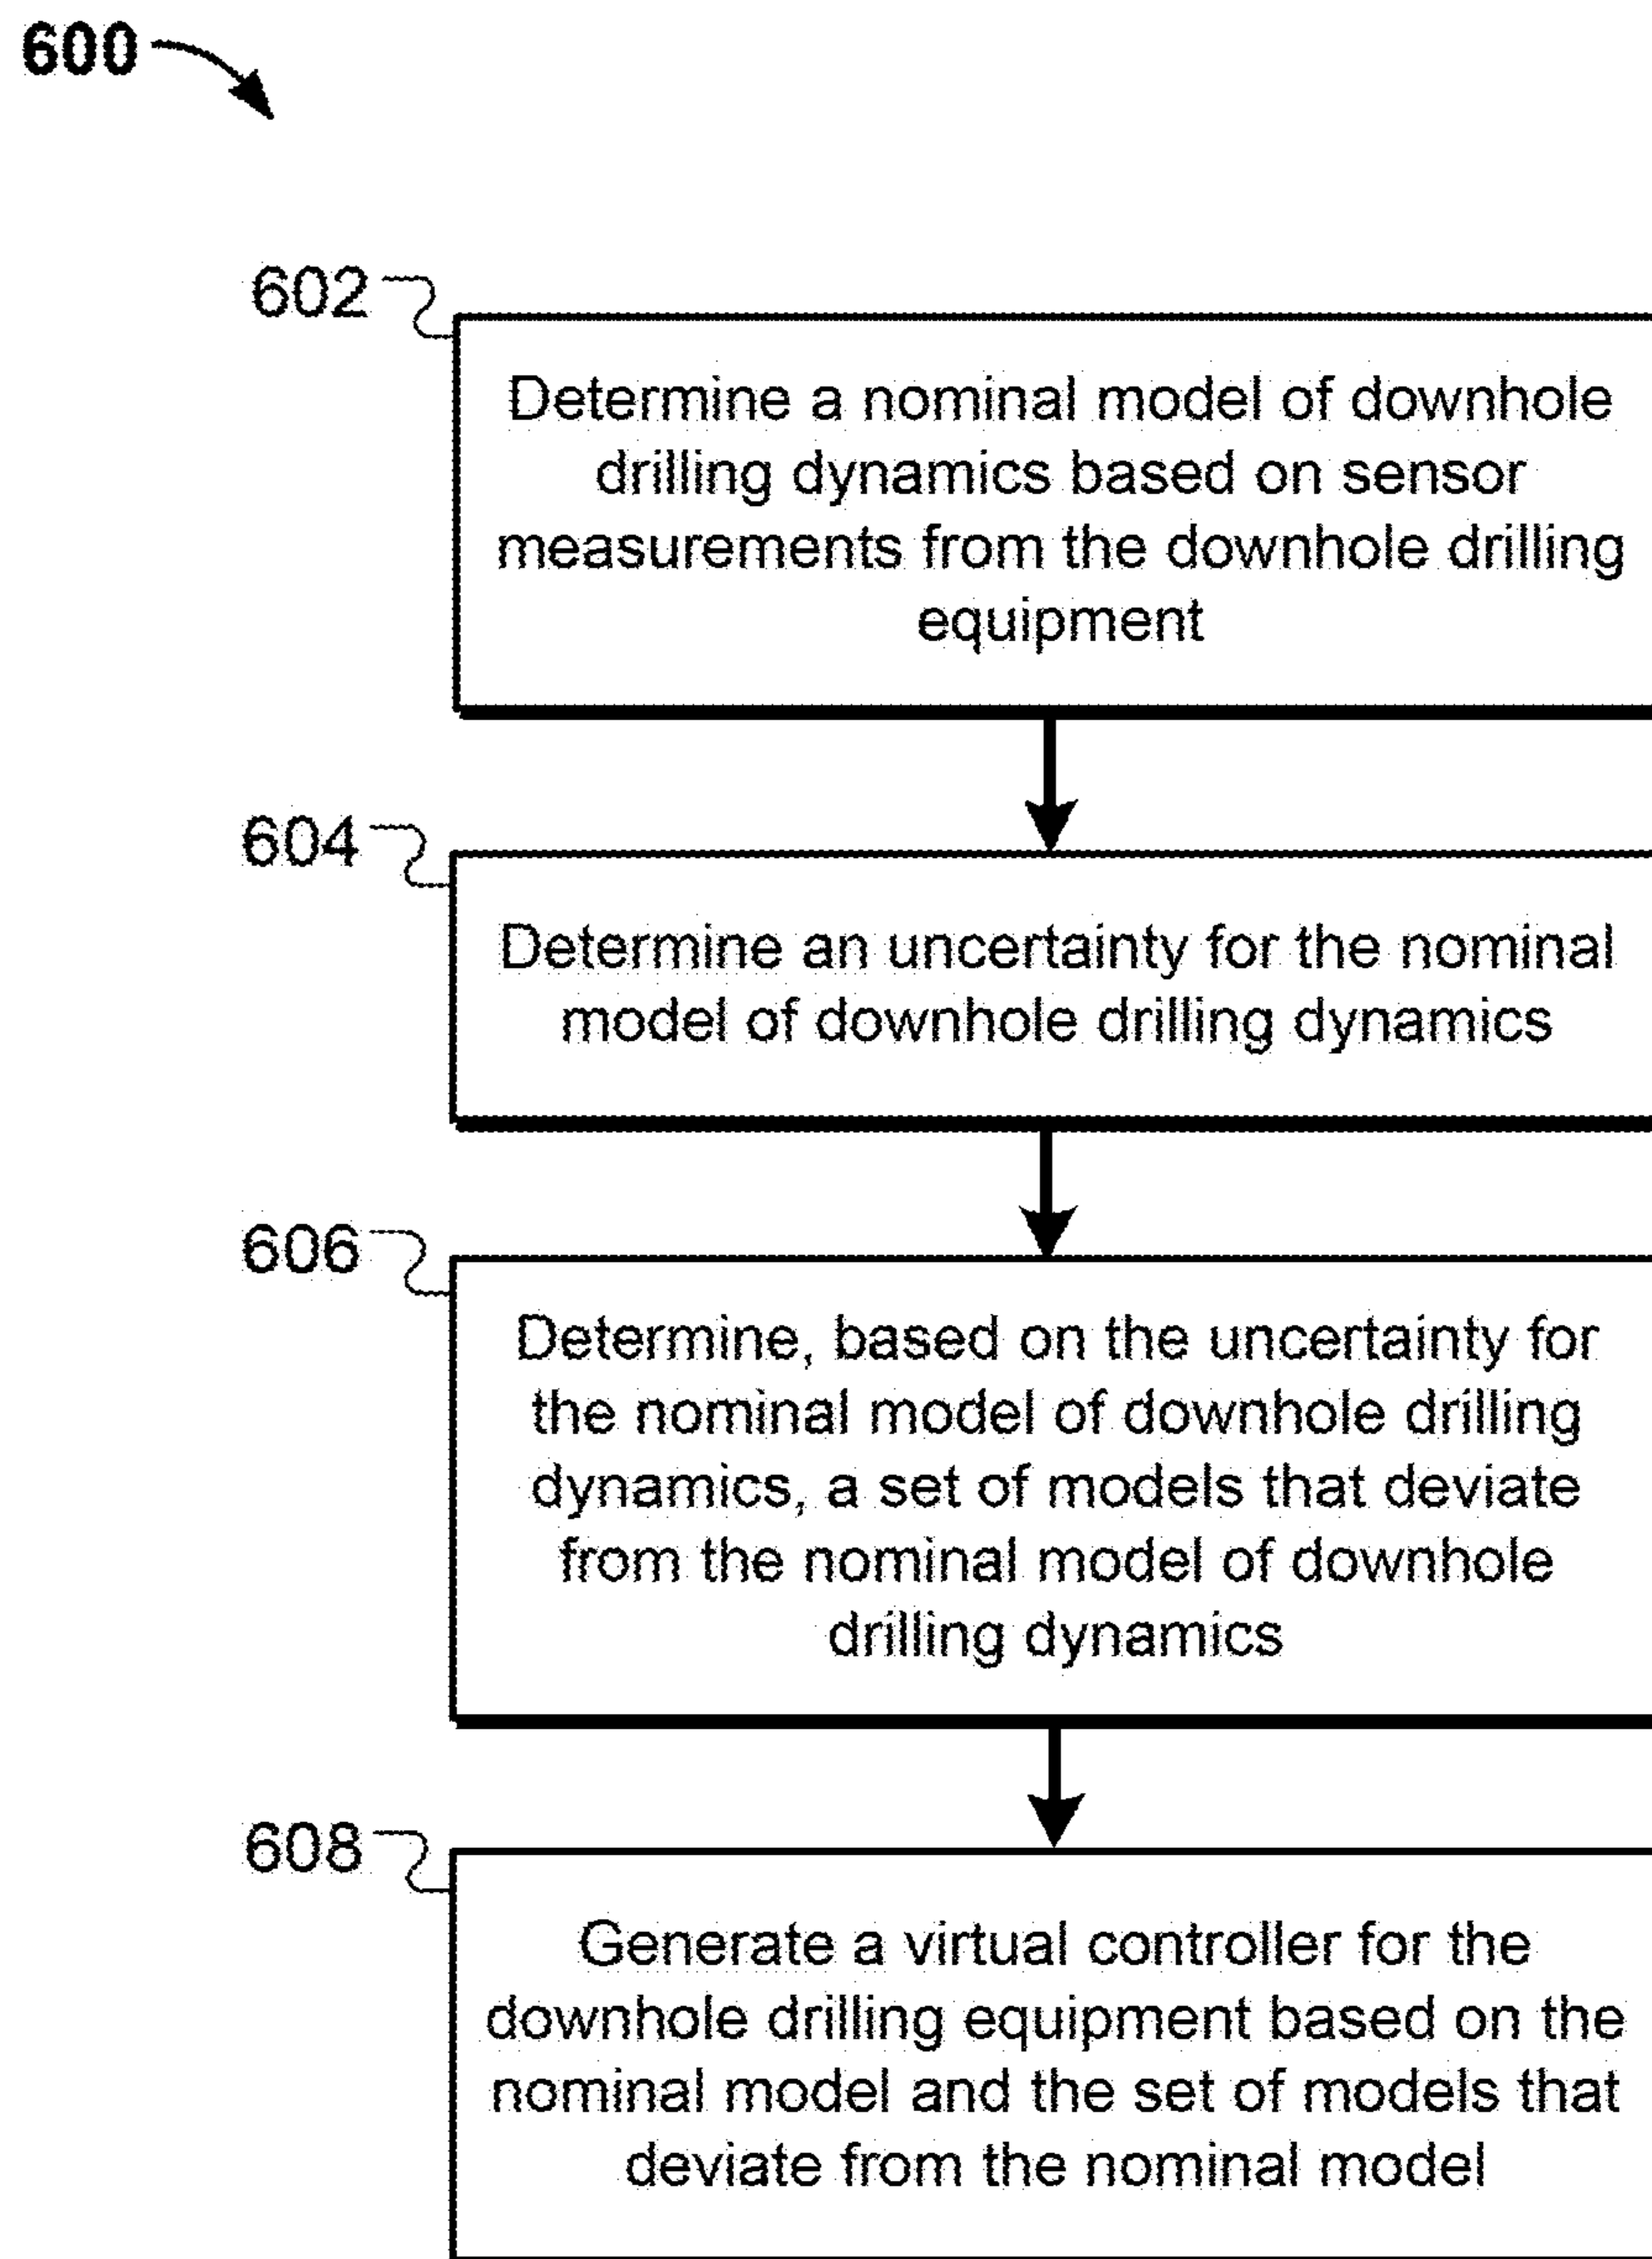 600
602
Determine a nominal model of downhole
drilling dynamics based on sensor
measurements from the downhole drilling
equipment
604
Determine an uncertainty for the nominal
model of downhole drilling dynamics
606
Determine, based on the uncertainty for
the nominal model of downhole drilling
dynamics, a set of models that deviate
from the nominal model of downhole
drilling dynamics
608
Generate a virtual controller for the
downhole drilling equipment based on the
nominal model and the set of models that
deviate from the nominal model